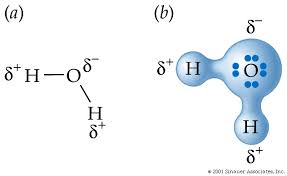 (a)
δ⁺ H — O δ⁻
H
δ⁺
(b)
δ⁻
δ⁺ H O
H
δ⁺
© 2001 Sinauer Associates, Inc.